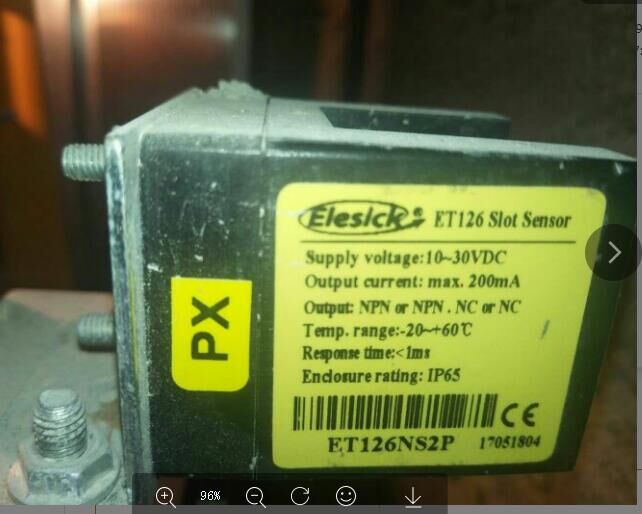 Elesick® ET126 Slot Sensor
Supply voltage:10~30VDC
Output current: max. 200mA
Output: NPN or NPN . NC or NC
Temp. range:-20~+60℃
Response time:<1ms
Enclosure rating: IP65
CE
ET126NS2P 17051804
PX
96%